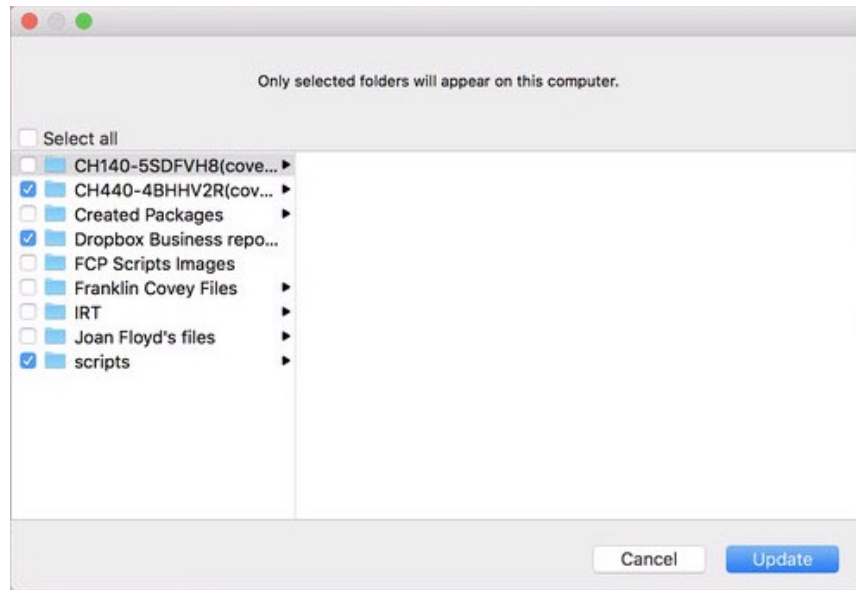 Only selected folders will appear on this computer.
Select all
CH140-5SDFVH8(cove...
CH440-4BHHV2R(cov...
Created Packages
Dropbox Business repo...
FCP Scripts Images
Franklin Covey Files
IRT
Joan Floyd's files
scripts
Cancel
Update